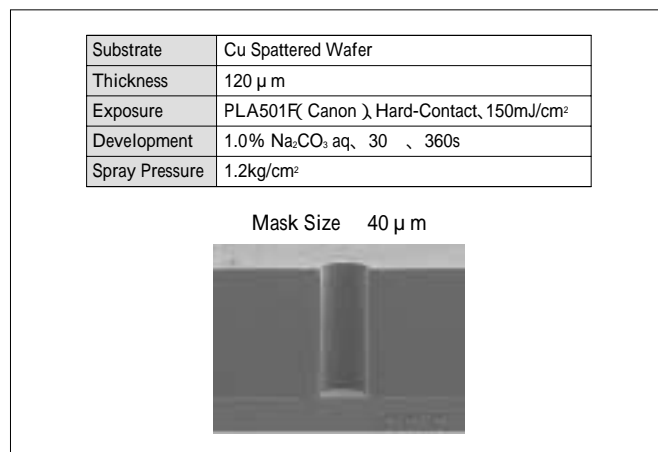 Substrate Cu Spattered Wafer
Thickness 120 μ m
Exposure PLA501F( Canon )、Hard-Contact、150mJ/cm²
Development 1.0% Na₂CO₃ aq、 30 、 360s
Spray Pressure 1.2kg/cm²
Mask Size 40 μ m